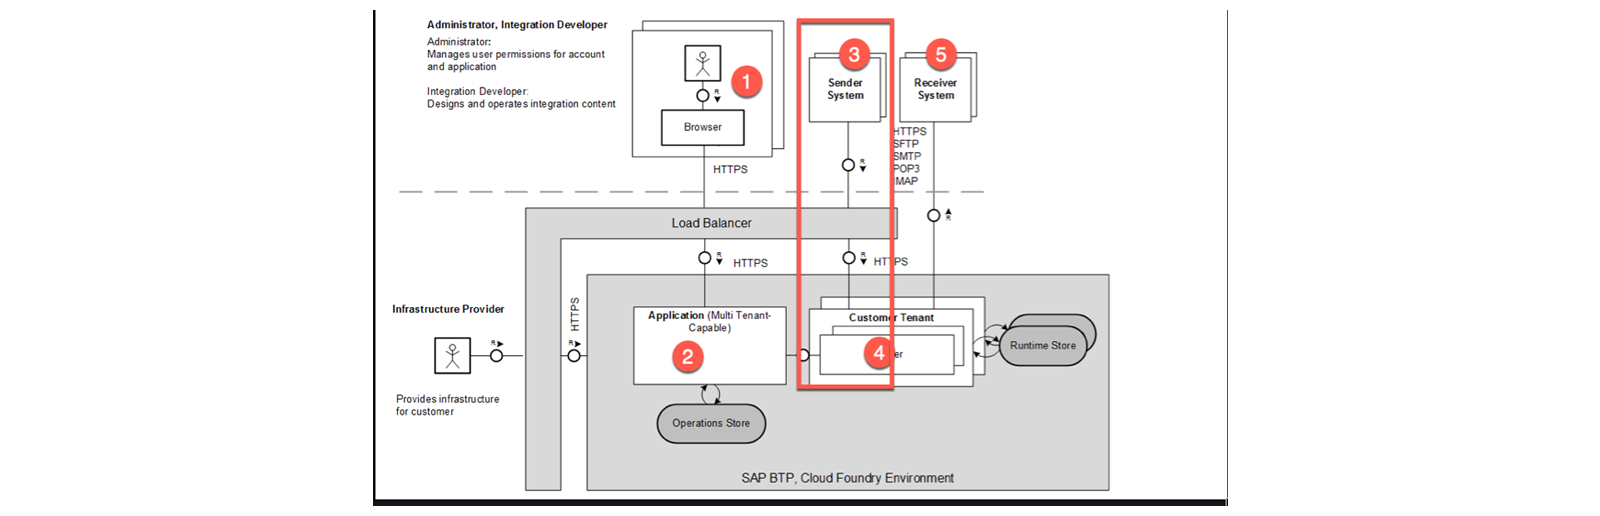 Administrator, Integration Developer
Administrator:
Manages user permissions for account
and application
Integration Developer:
Designs and operates integration content
1
R
Browser
HTTPS
3
Sender
System
R
5
Receiver
System
HTTPS
SFTP
SMTP
POP3
IMAP
R
Load Balancer
R
HTTPS
R
HTTPS
Infrastructure Provider
R
Provides infrastructure
for customer
HTTPS
R
Application (Multi Tenant-
Capable)
2
Operations Store
Customer Tenant
4
Runtime Store
SAP BTP, Cloud Foundry Environment